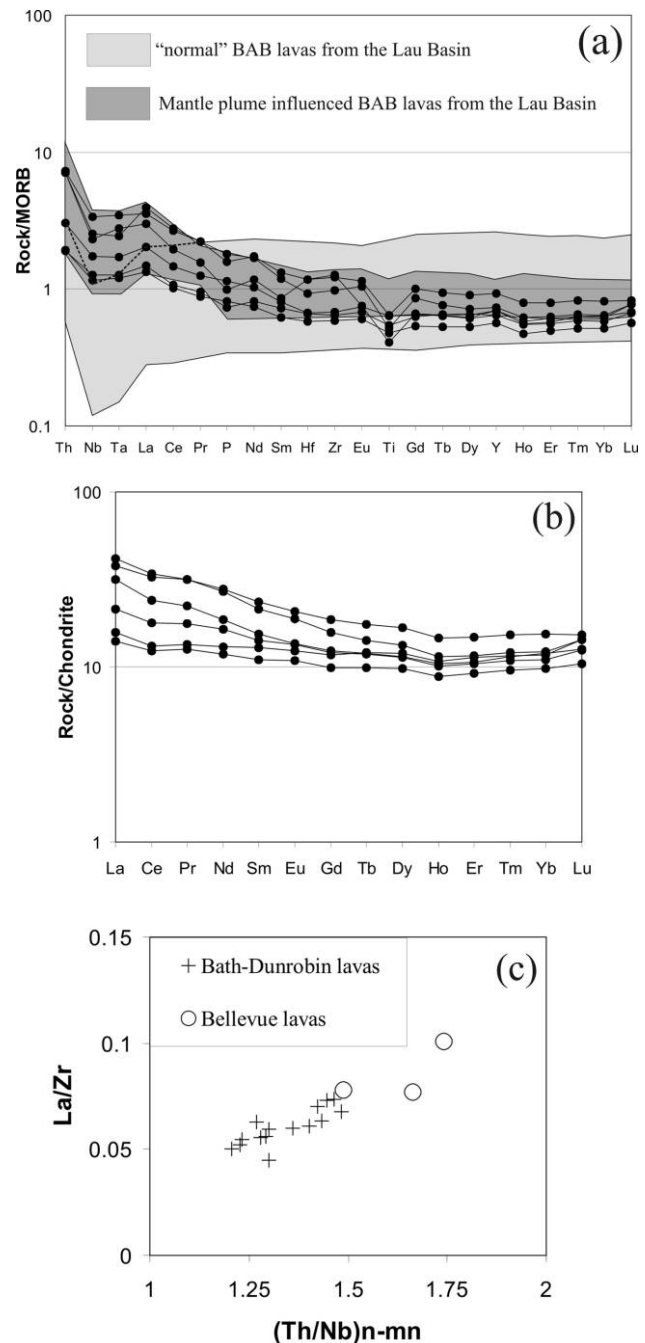 (a)
"normal" BAB lavas from the Lau Basin
Mantle plume influenced BAB lavas from the Lau Basin
Rock/MORB
100
10
1
0.1
Th Nb Ta La Ce Pr P Nd Sm Hf Zr Eu Ti Gd Tb Dy Y Ho Er Tm Yb Lu
(b)
Rock/Chondrite
100
10
1
La Ce Pr Nd Sm Eu Gd Tb Dy Ho Er Tm Yb Lu
(c)
+ Bath-Dunrobin lavas
Bellevue lavas
La/Zr
0.15
0.1
0.05
0
1 1.25 1.5 1.75 2
(Th/Nb)n-mn